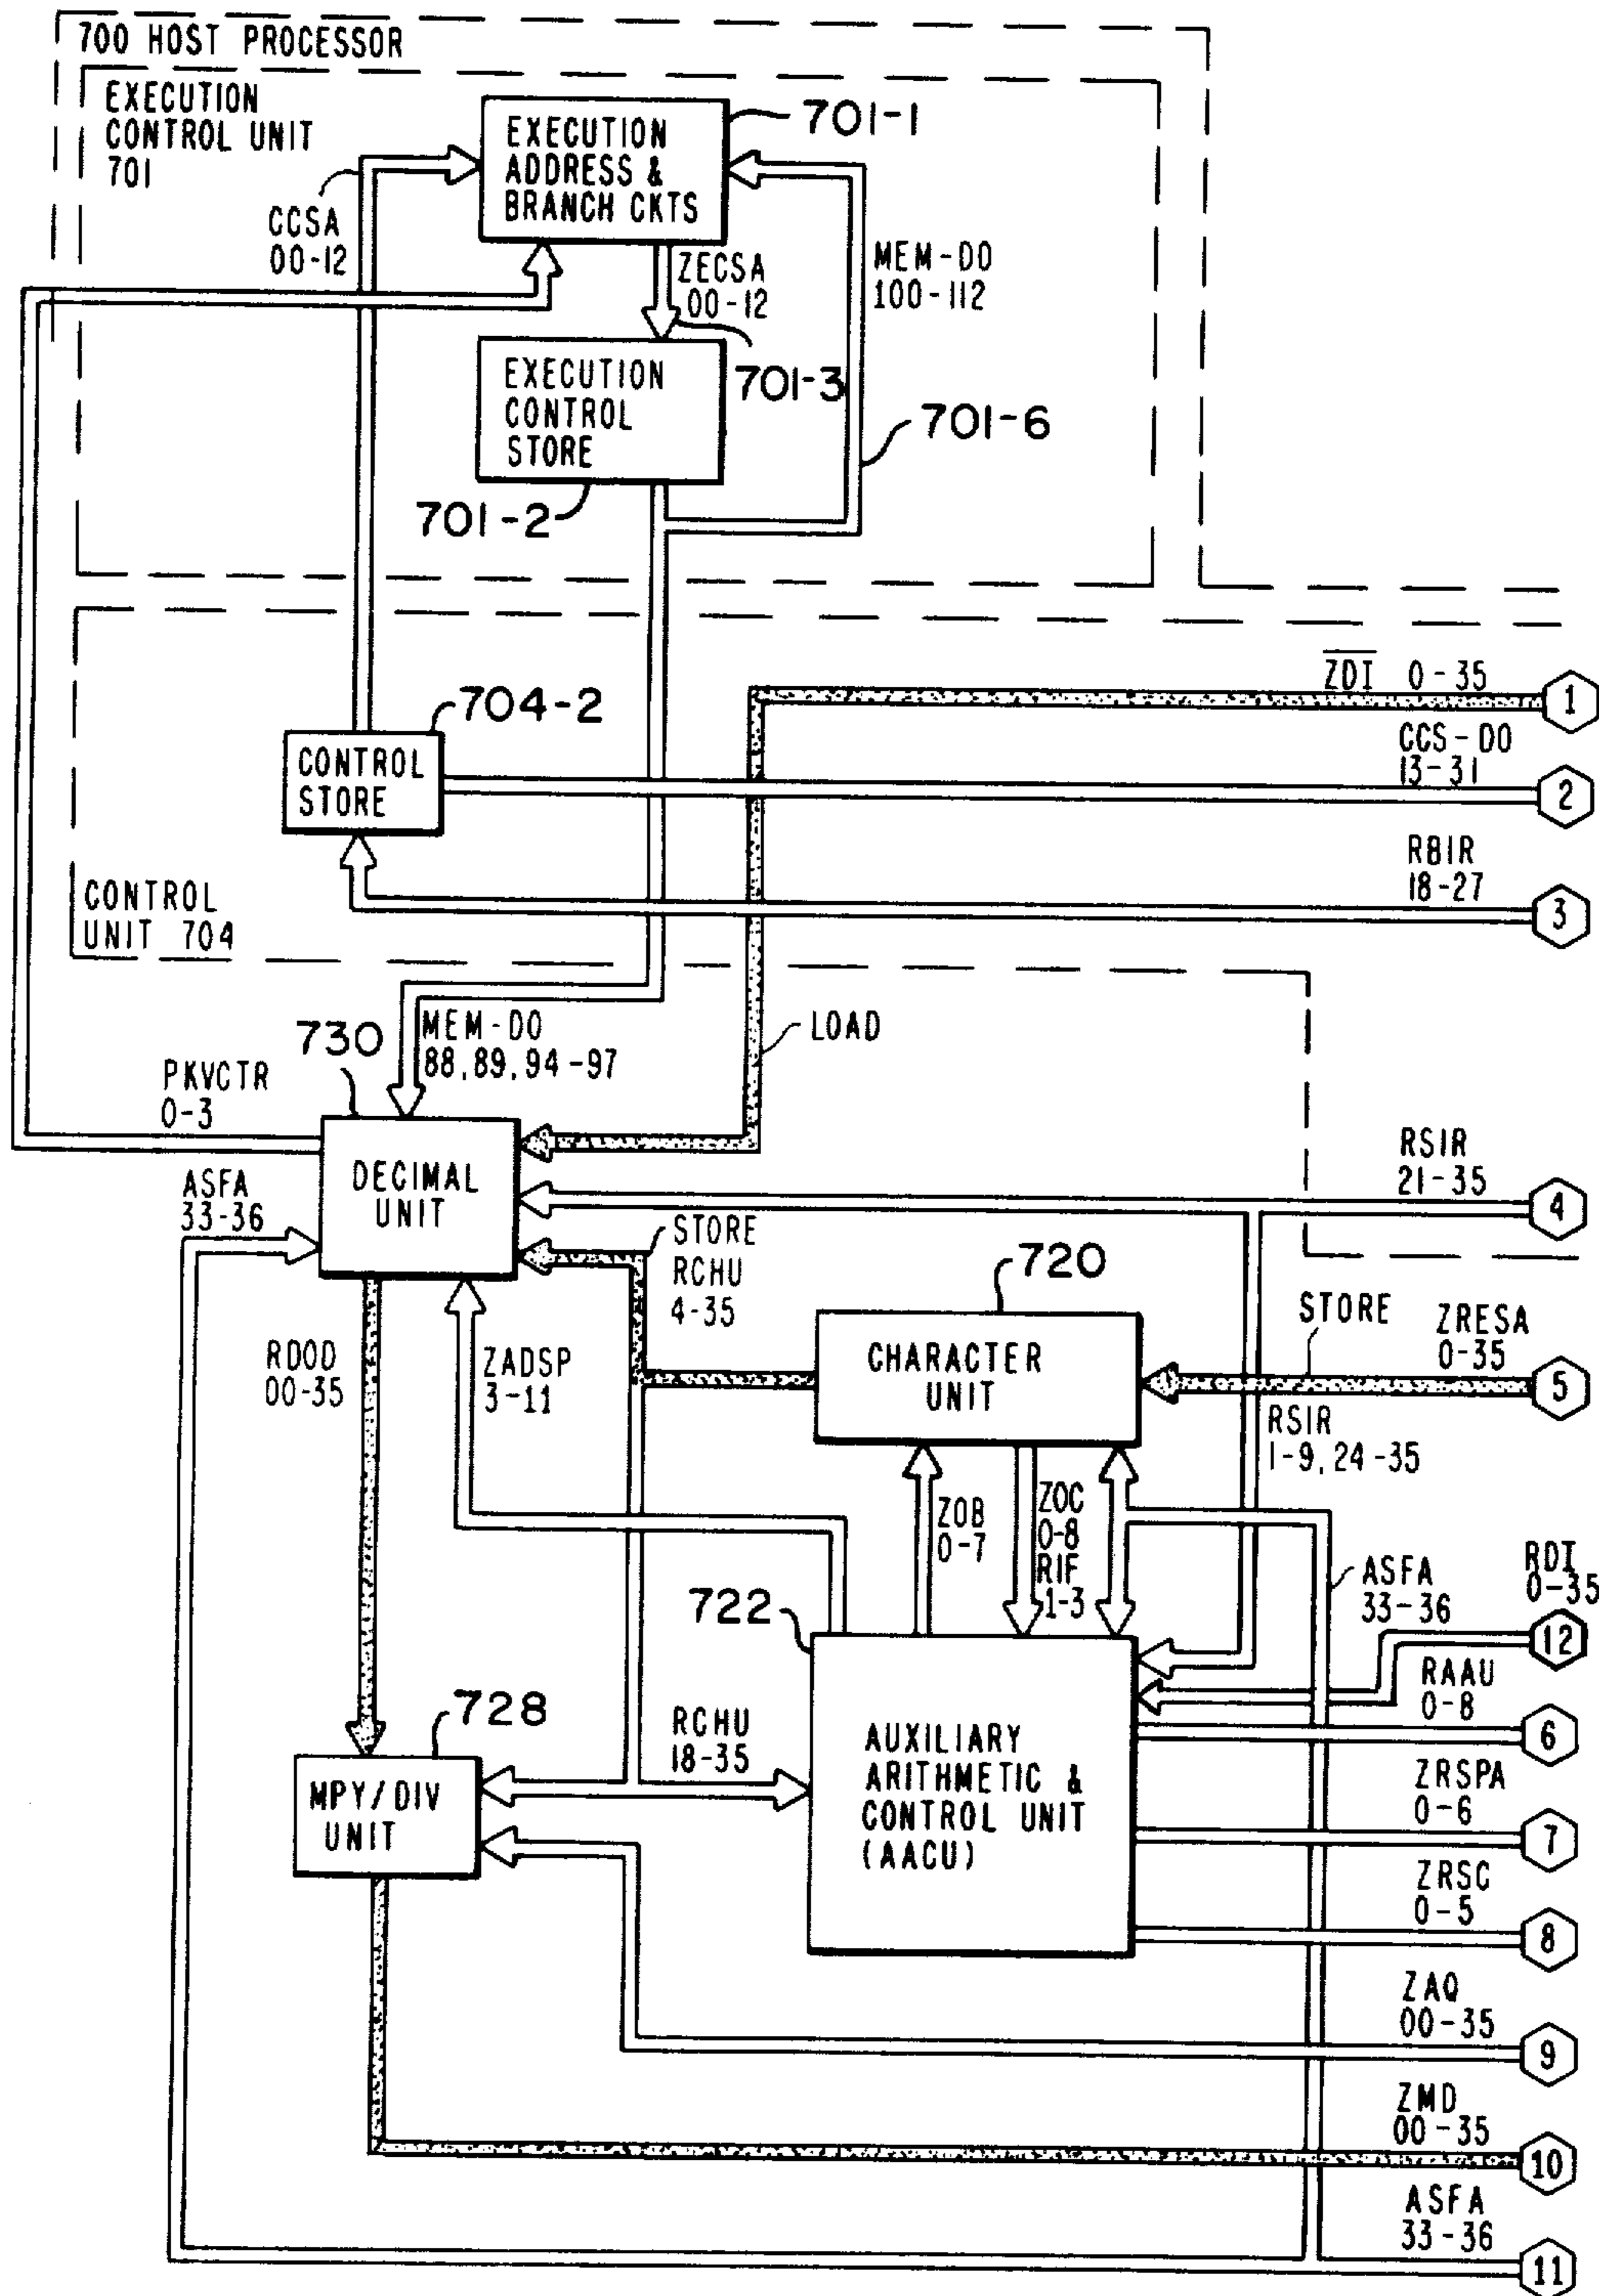 700 HOST PROCESSOR
EXECUTION
CONTROL UNIT
701
EXECUTION
ADDRESS &
BRANCH CKTS
701-1
CCSA
00-12
ZECSA
00-12
MEM-DO
100-112
701-3
EXECUTION
CONTROL
STORE
701-6
701-2
ZDI 0-35
1
704-2
CONTROL
STORE
CCS-DO
13-31
2
RBIR
18-27
3
CONTROL
UNIT 704
LOAD
730
MEM-DO
88,89,94-97
PKVCTR
0-3
DECIMAL
UNIT
RSIR
21-35
4
ASFA
33-36
STORE
RCHU
4-35
720
CHARACTER
UNIT
STORE
ZRESA
0-35
5
RDOD
00-35
ZADSP
3-11
RSIR
1-9,24-35
ZOB
0-7
ZOC
0-8
RIF
1-3
ASFA
33-36
RDI
0-35
12
722
RAAU
0-8
6
728
RCHU
18-35
AUXILIARY
ARITHMETIC &
CONTROL UNIT
(AACU)
MPY/DIV
UNIT
ZRSPA
0-6
7
ZRSC
0-5
8
ZAQ
00-35
9
ZMD
00-35
10
ASFA
33-36
11